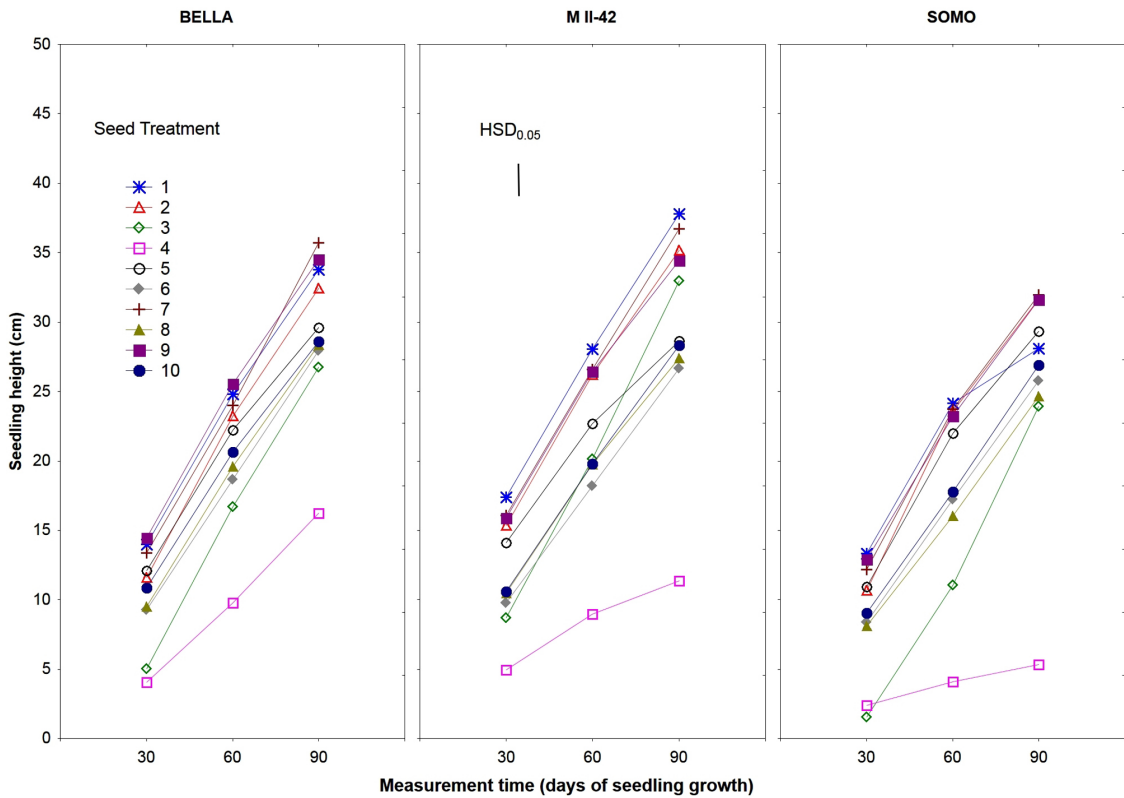 BELLA
M II-42
SOMO
Seedling height (cm)
50
45
40
35
30
25
20
15
10
5
0
Seed Treatment
1
2
3
4
5
6
7
8
9
10
HSD0.05
30 60 90
30 60 90
30 60 90
Measurement time (days of seedling growth)